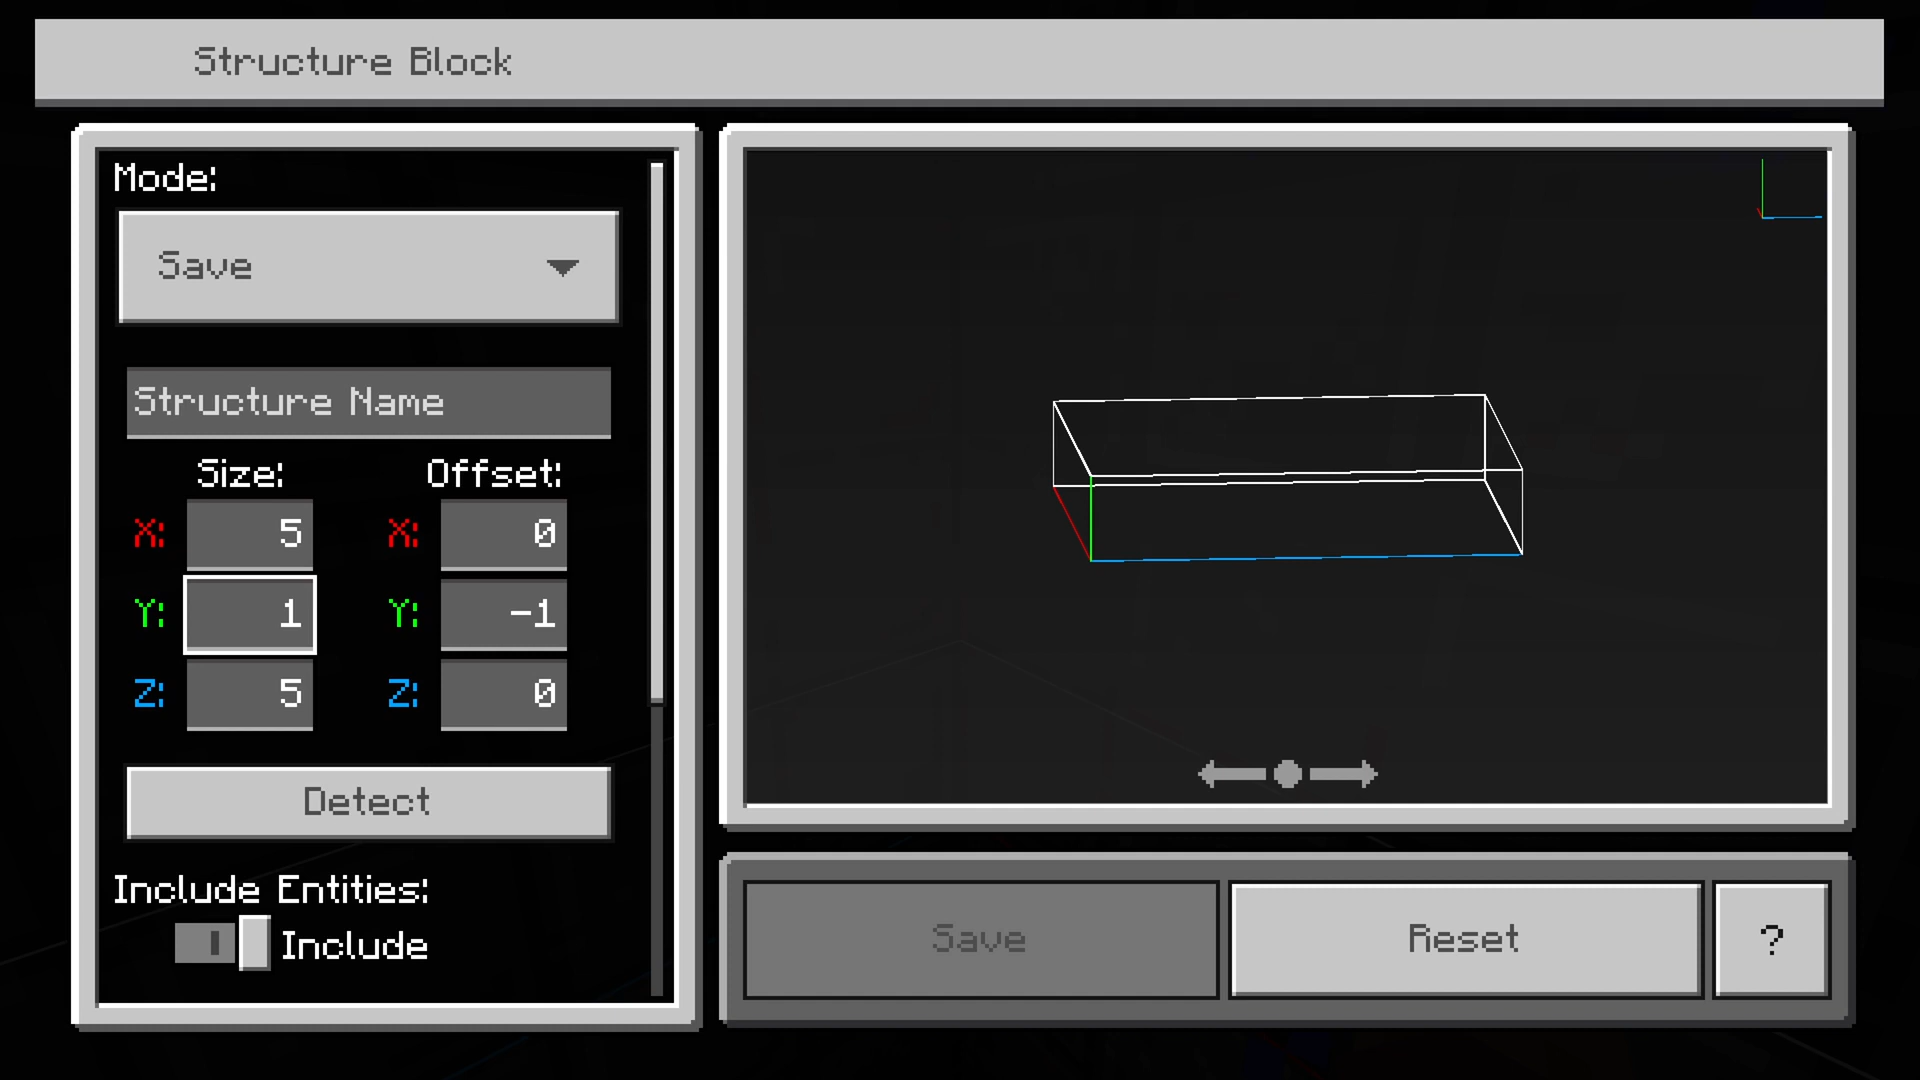 Structure Block
Mode:
Save
Structure Name
Size: Offset:
X: 5 X: 0
Y: 1 Y: -1
Z: 5 Z: 0
Detect
Include Entities:
Include
Save Reset ?